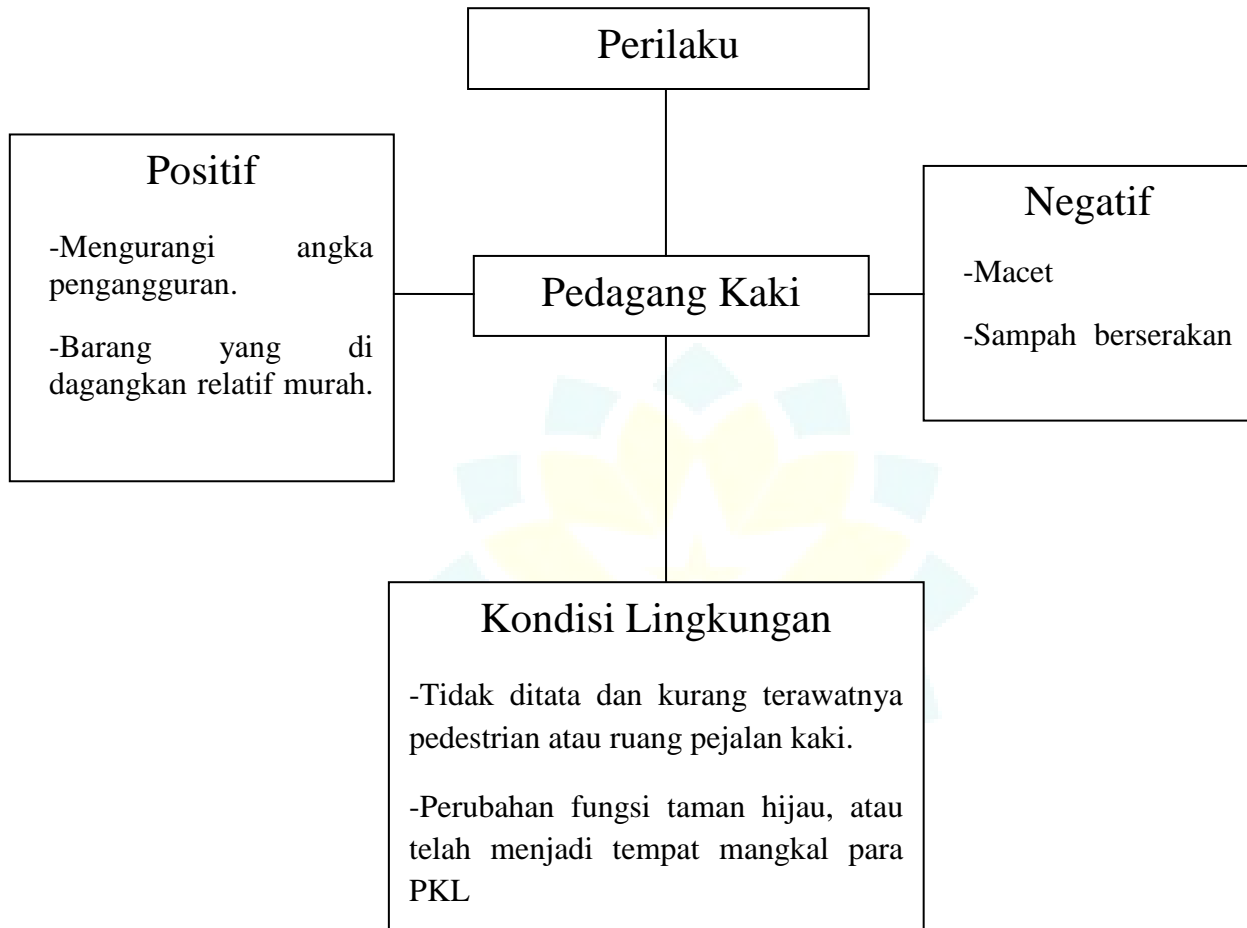 Perilaku
Positif
-Mengurangi angka
pengangguran.
-Barang yang di
dagangkan relatif murah.
Pedagang Kaki
Negatif
-Macet
-Sampah berserakan
Kondisi Lingkungan
-Tidak ditata dan kurang terawatnya
pedestrian atau ruang pejalan kaki.
-Perubahan fungsi taman hijau, atau
telah menjadi tempat mangkal para
PKL